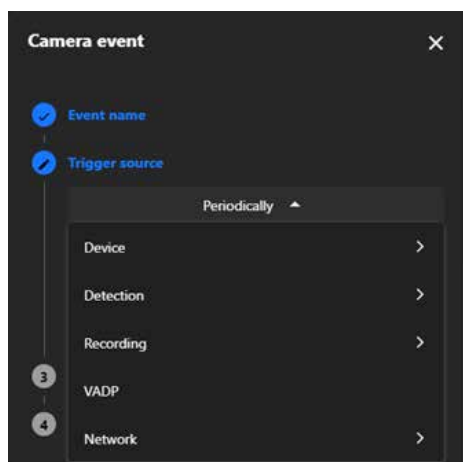 Camera event
Event name
Trigger source
Periodically
Device
Detection
Recording
3
VADP
4
Network